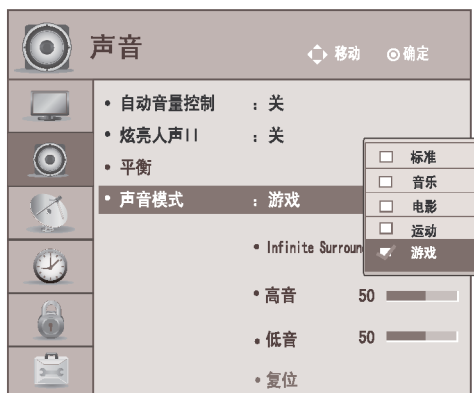 声音 移动 确定
• 自动音量控制 : 关
• 炫亮人声II : 关
• 平衡
• 声音模式 : 游戏
标准
音乐
电影
运动
游戏
• Infinite Surroun
• 高音 50
• 低音 50
• 复位